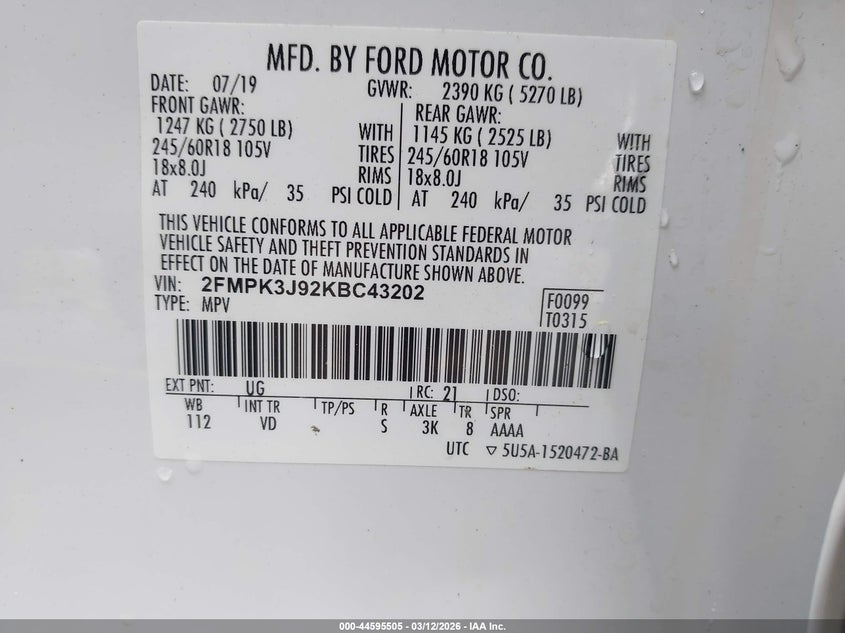 MFD. BY FORD MOTOR CO.
DATE: 07/19 GVWR: 2390 KG ( 5270 LB)
FRONT GAWR: REAR GAWR:
1247 KG ( 2750 LB) WITH 1145 KG ( 2525 LB) WITH
245/60R18 105V TIRES 245/60R18 105V TIRES
18x8.0J RIMS 18x8.0J RIMS
AT 240 kPa/ 35 PSI COLD AT 240 kPa/ 35 PSI COLD
THIS VEHICLE CONFORMS TO ALL APPLICABLE FEDERAL MOTOR
VEHICLE SAFETY AND THEFT PREVENTION STANDARDS IN
EFFECT ON THE DATE OF MANUFACTURE SHOWN ABOVE.
VIN: 2FMPK3J92KBC43202
TYPE: MPV
F0099
T0315
EXT PNT: UG RC: 21 DSO:
WB INT TR TP/PS R AXLE TR SPR
112 VD S 3K 8 AAAA
UTC ▽ 5U5A-1520472-BA
000-44595505 - 03/12/2026 - IAA Inc.